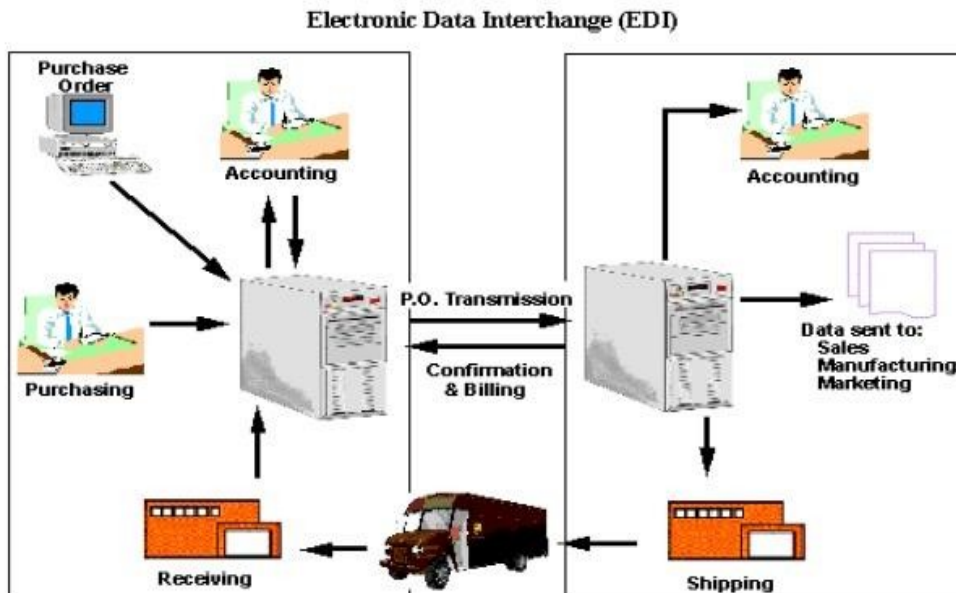 Electronic Data Interchange (EDI)
Purchase
Order
Accounting
Accounting
P.O. Transmission
Confirmation
& Billing
Purchasing
Data sent to:
Sales
Manufacturing
Marketing
Receiving
Shipping